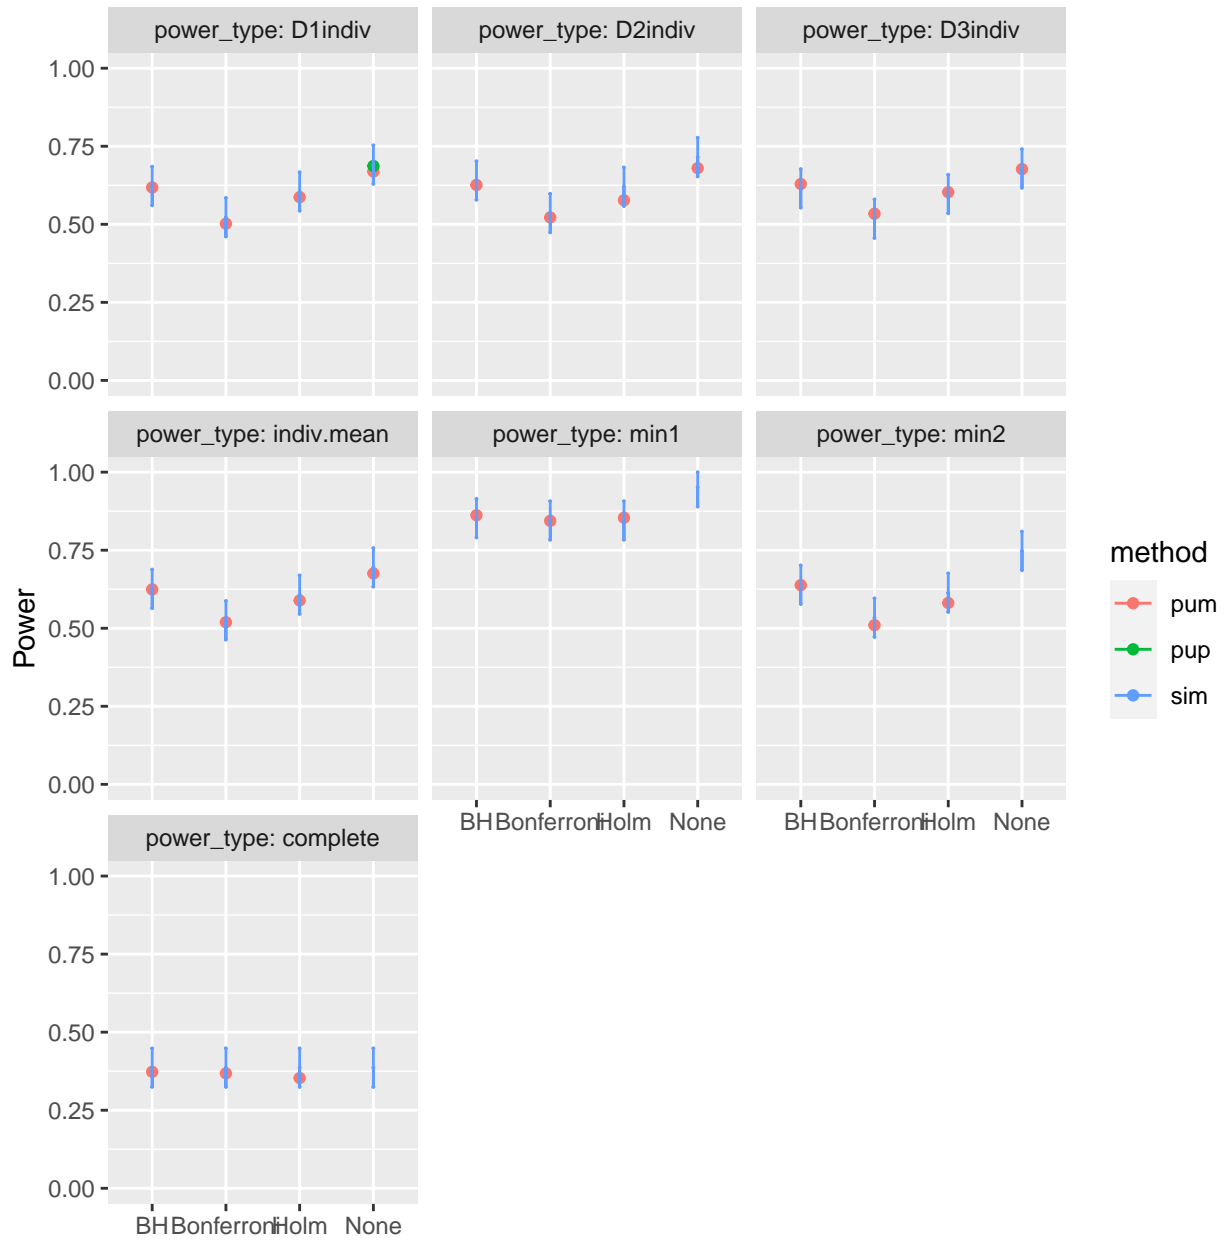 power_type: D1indiv
power_type: D2indiv
power_type: D3indiv
1.00
0.75
0.50
0.25
0.00
power_type: indiv.mean
power_type: min1
power_type: min2
1.00
0.75
0.50
0.25
0.00
BH Bonferroni Holm None
BH Bonferroni Holm None
power_type: complete
1.00
0.75
0.50
0.25
0.00
BH Bonferroni Holm None
Power
method
pum
pup
sim